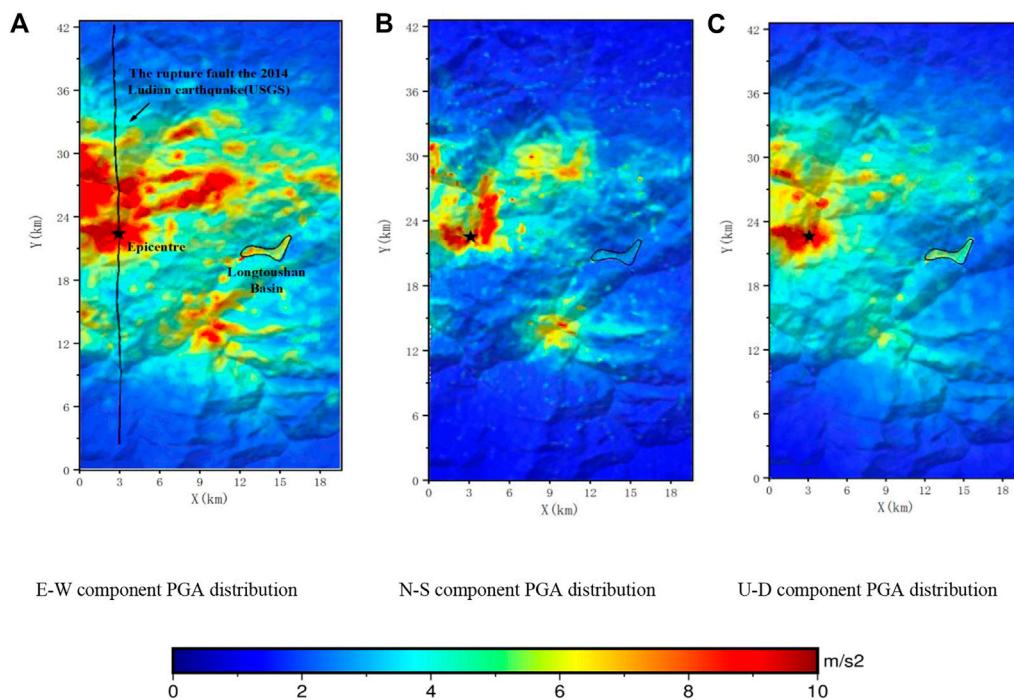 A
B
C
42
36
30
24
18
12
6
0
Y(km)
The rupture fault the 2014
Ludian earthquake(USGS)
Epicentre
Longtoushan
Basin
0 3 6 9 12 15 18
X(km)
42
36
30
24
18
12
6
0
Y(km)
0 3 6 9 12 15 18
X(km)
42
36
30
24
18
12
6
0
Y(km)
0 3 6 9 12 15 18
X(km)
E-W component PGA distribution
N-S component PGA distribution
U-D component PGA distribution
m/s2
0 2 4 6 8 10